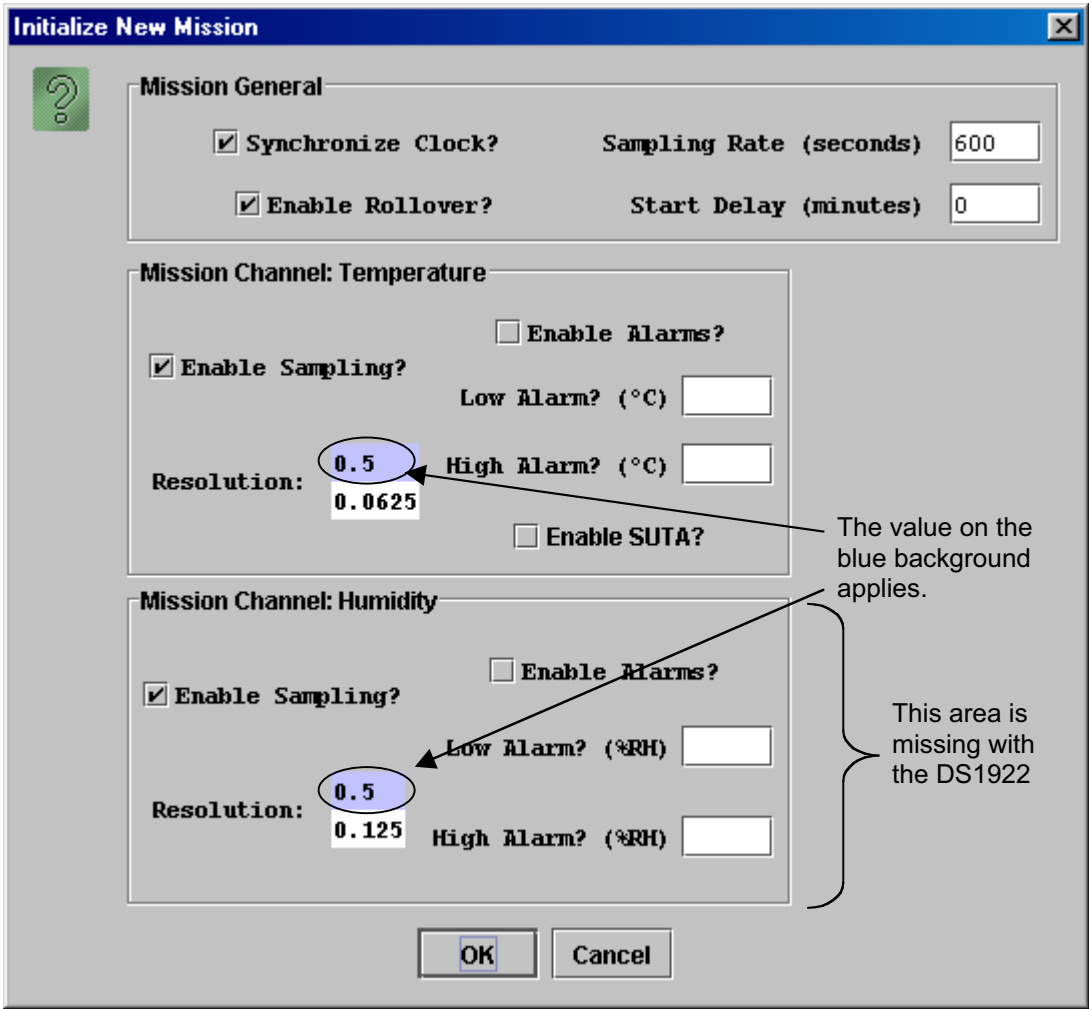 Initialize New Mission
Mission General
Synchronize Clock? Sampling Rate (seconds) 600
Enable Rollover? Start Delay (minutes) 0
Mission Channel: Temperature
Enable Alarms?
Enable Sampling?
Low Alarm? (°C)
0.5 High Alarm? (°C)
Resolution:
0.0625
Enable SUTA?
The value on the
blue background
applies.
Mission Channel: Humidity
Enable Alarms?
Enable Sampling?
Low Alarm? (%RH)
0.5
Resolution:
0.125
High Alarm? (%RH)
This area is
missing with
the DS1922
OK Cancel